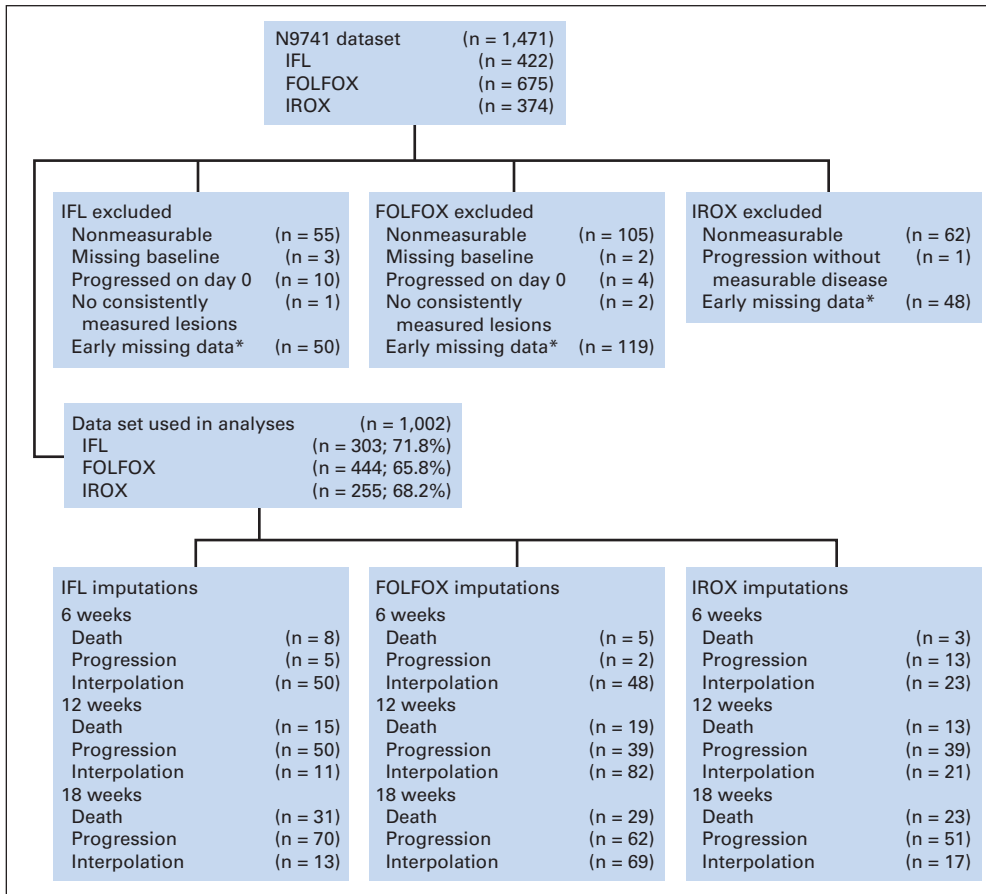 N9741 dataset (n = 1,471)
IFL (n = 422)
FOLFOX (n = 675)
IROX (n = 374)
IFL excluded
Nonmeasurable (n = 55)
Missing baseline (n = 3)
Progressed on day 0 (n = 10)
No consistently (n = 1)
measured lesions
Early missing data* (n = 50)
FOLFOX excluded
Nonmeasurable (n = 105)
Missing baseline (n = 2)
Progressed on day 0 (n = 4)
No consistently (n = 2)
measured lesions
Early missing data* (n = 119)
IROX excluded
Nonmeasurable (n = 62)
Progression without (n = 1)
measurable disease
Early missing data* (n = 48)
Data set used in analyses (n = 1,002)
IFL (n = 303; 71.8%)
FOLFOX (n = 444; 65.8%)
IROX (n = 255; 68.2%)
IFL imputations
6 weeks
Death (n = 8)
Progression (n = 5)
Interpolation (n = 50)
12 weeks
Death (n = 15)
Progression (n = 50)
Interpolation (n = 11)
18 weeks
Death (n = 31)
Progression (n = 70)
Interpolation (n = 13)
FOLFOX imputations
6 weeks
Death (n = 5)
Progression (n = 2)
Interpolation (n = 48)
12 weeks
Death (n = 19)
Progression (n = 39)
Interpolation (n = 82)
18 weeks
Death (n = 29)
Progression (n = 62)
Interpolation (n = 69)
IROX imputations
6 weeks
Death (n = 3)
Progression (n = 13)
Interpolation (n = 23)
12 weeks
Death (n = 13)
Progression (n = 39)
Interpolation (n = 21)
18 weeks
Death (n = 23)
Progression (n = 51)
Interpolation (n = 17)